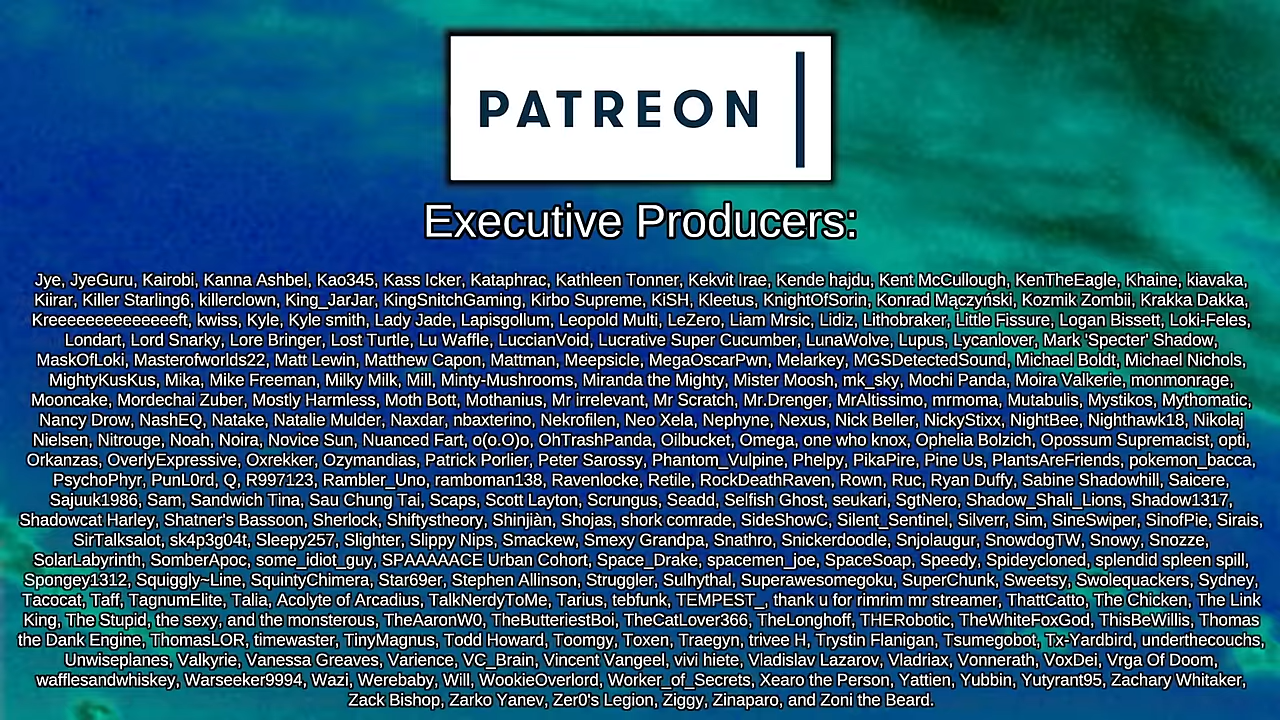 PATREON
Executive Producers:
Jye, JyeGuru, Kairobi, Kanna Ashbel, Kao345, Kass Icker, Kataphrac, Kathleen Tonner, Kekvit Irae, Kende hajdu, Kent McCullough, KenTheEagle, Khaine, kiavaka,
Kiirar, Killer Starling6, killerclown, King_JarJar, KingSnitchGaming, Kirbo Supreme, KiSH, Kleetus, KnightOfSorin, Konrad Mączyński, Kozmik Zombii, Krakka Dakka,
Kreeeeeeeeeeeeeeft, kwiss, Kyle, Kyle smith, Lady Jade, Lapisgollum, Leopold Multi, LeZero, Liam Mrsic, Lidiz, Lithobraker, Little Fissure, Logan Bissett, Loki-Feles,
Londart, Lord Snarky, Lore Bringer, Lost Turtle, Lu Waffle, LuccianVoid, Lucrative Super Cucumber, LunaWolve, Lupus, Lycanlover, Mark 'Specter' Shadow,
MaskOfLoki, Masterofworlds22, Matt Lewin, Matthew Capon, Mattman, Meepsicle, MegaOscarPwn, Melarkey, MGSDetectedSound, Michael Boldt, Michael Nichols,
MightyKusKus, Mika, Mike Freeman, Milky Milk, Mill, Minty-Mushrooms, Miranda the Mighty, Mister Moosh, mk_sky, Mochi Panda, Moira Valkerie, monmonrage,
Mooncake, Mordechai Zuber, Mostly Harmless, Moth Bott, Mothanius, Mr irrelevant, Mr Scratch, Mr.Drenger, MrAltissimo, mrmoma, Mutabulis, Mystikos, Mythomatic,
Nancy Drow, NashEQ, Natake, Natalie Mulder, Naxdar, nbaxterino, Nekrofilen, Neo Xela, Nephyne, Nexus, Nick Beller, NickyStixx, NightBee, Nighthawk18, Nikolaj
Nielsen, Nitrouge, Noah, Noira, Novice Sun, Nuanced Fart, o(o.O)o, OhTrashPanda, Oilbucket, Omega, one who knox, Ophelia Bolzich, Opossum Supremacist, opti,
Orkanzas, OverlyExpressive, Oxrekker, Ozymandias, Patrick Porlier, Peter Sarossy, Phantom_Vulpine, Phelpy, PikaPire, Pine Us, PlantsAreFriends, pokemon_bacca,
PsychoPhyr, PunL0rd, Q, R997123, Rambler_Uno, ramboman138, Ravenlocke, Retile, RockDeathRaven, Rown, Ruc, Ryan Duffy, Sabine Shadowhill, Saicere,
Sajuuk1986, Sam, Sandwich Tina, Sau Chung Tai, Scaps, Scott Layton, Scrungus, Seadd, Selfish Ghost, seukari, SgtNero, Shadow_Shali_Lions, Shadow1317,
Shadowcat Harley, Shatner's Bassoon, Sherlock, Shiftystheory, Shinjiàn, Shojas, shork comrade, SideShowC, Silent_Sentinel, Silverr, Sim, SineSwiper, SinofPie, Sirais,
SirTalksalot, sk4p3g04t, Sleepy257, Slighter, Slippy Nips, Smackew, Smexy Grandpa, Snathro, Snickerdoodle, Snjolaugur, SnowdogTW, Snowy, Snozze,
SolarLabyrinth, SomberApoc, some_idiot_guy, SPAAAAACE Urban Cohort, Space_Drake, spacemen_joe, SpaceSoap, Speedy, Spideycloned, splendid spleen spill,
Spongey1312, Squiggly~Line, SquintyChimera, Star69er, Stephen Allinson, Struggler, Sulhythal, Superawesomegoku, SuperChunk, Sweetsy, Swolequackers, Sydney,
Tacocat, Taff, TagnumElite, Talia, Acolyte of Arcadius, TalkNerdyToMe, Tarius, tebfunk, TEMPEST_, thank u for rimrim mr streamer, ThattCatto, The Chicken, The Link
King, The Stupid, the sexy, and the monsterous, TheAaronW0, TheButteriestBoi, TheCatLover366, TheLonghoff, THERobotic, TheWhiteFoxGod, ThisBeWillis, Thomas
the Dank Engine, ThomasLOR, timewaster, TinyMagnus, Todd Howard, Toomgy, Toxen, Traegyn, trivee H, Trystin Flanigan, Tsumegobot, Tx-Yardbird, underthecouchs,
Unwiseplanes, Valkyrie, Vanessa Greaves, Varience, VC_Brain, Vincent Vangeel, vivi hiete, Vladislav Lazarov, Vladriax, Vonnerath, VoxDei, Vrga Of Doom,
wafflesandwhiskey, Warseeker9994, Wazi, Werebaby, Will, WookieOverlord, Worker_of_Secrets, Xearo the Person, Yattien, Yubbin, Yutyrant95, Zachary Whitaker,
Zack Bishop, Zarko Yanev, Zer0's Legion, Ziggy, Zinaparo, and Zoni the Beard.